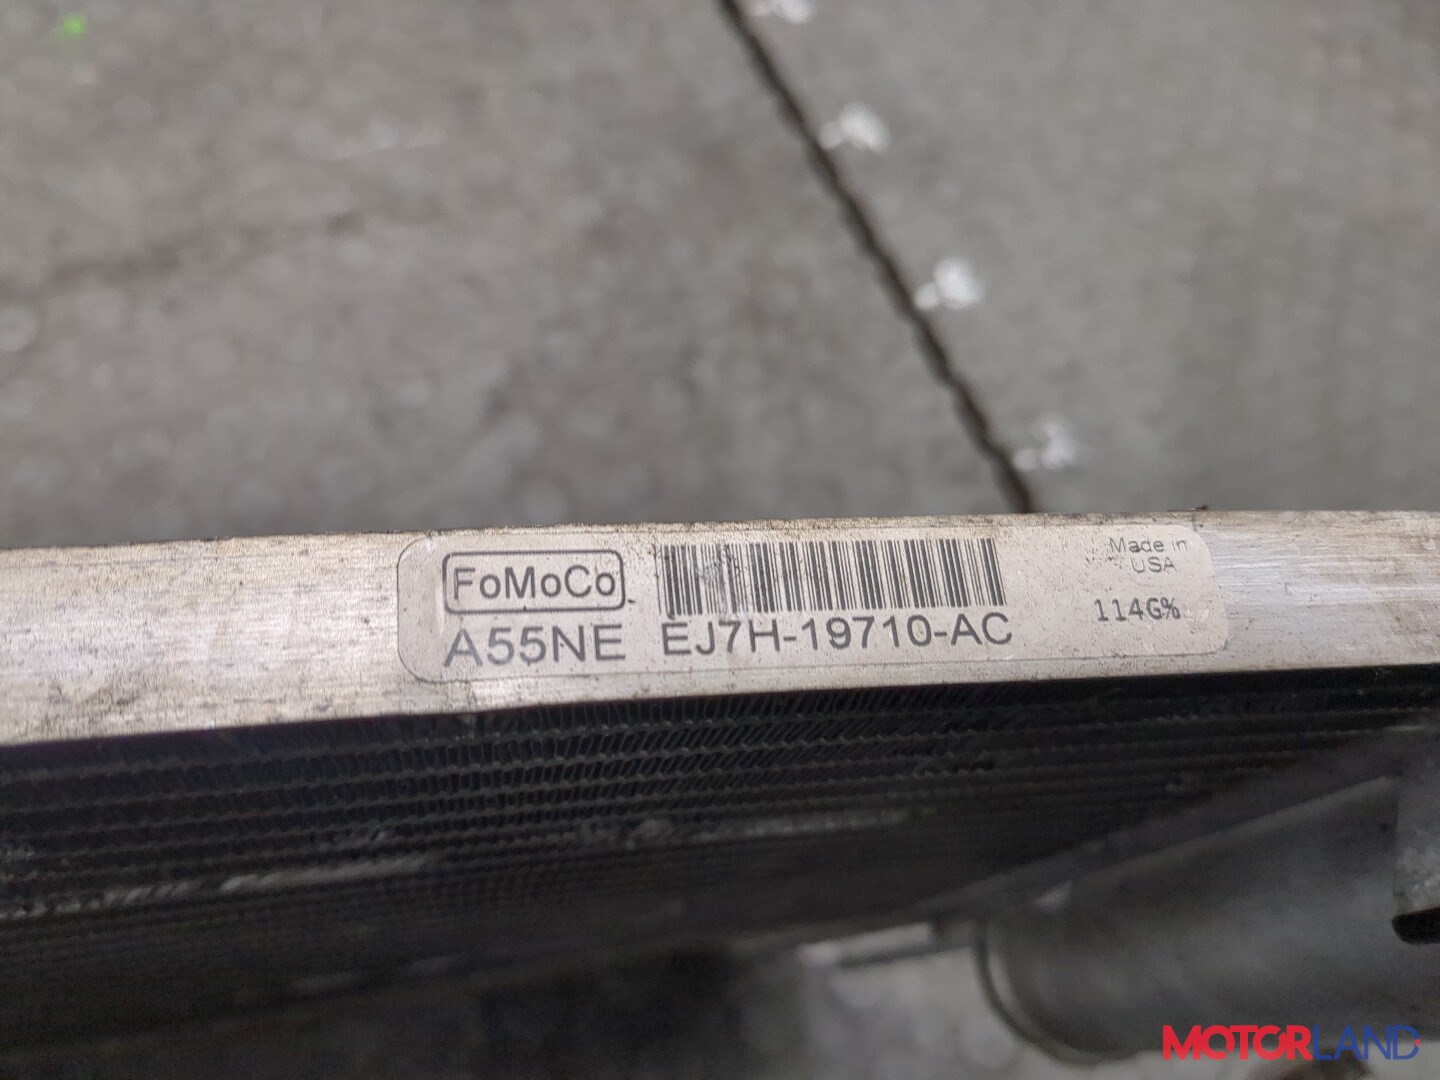 FoMoCo
A55NE EJ7H-19710-AC
Made in
USA
114G%
MOTORLAND